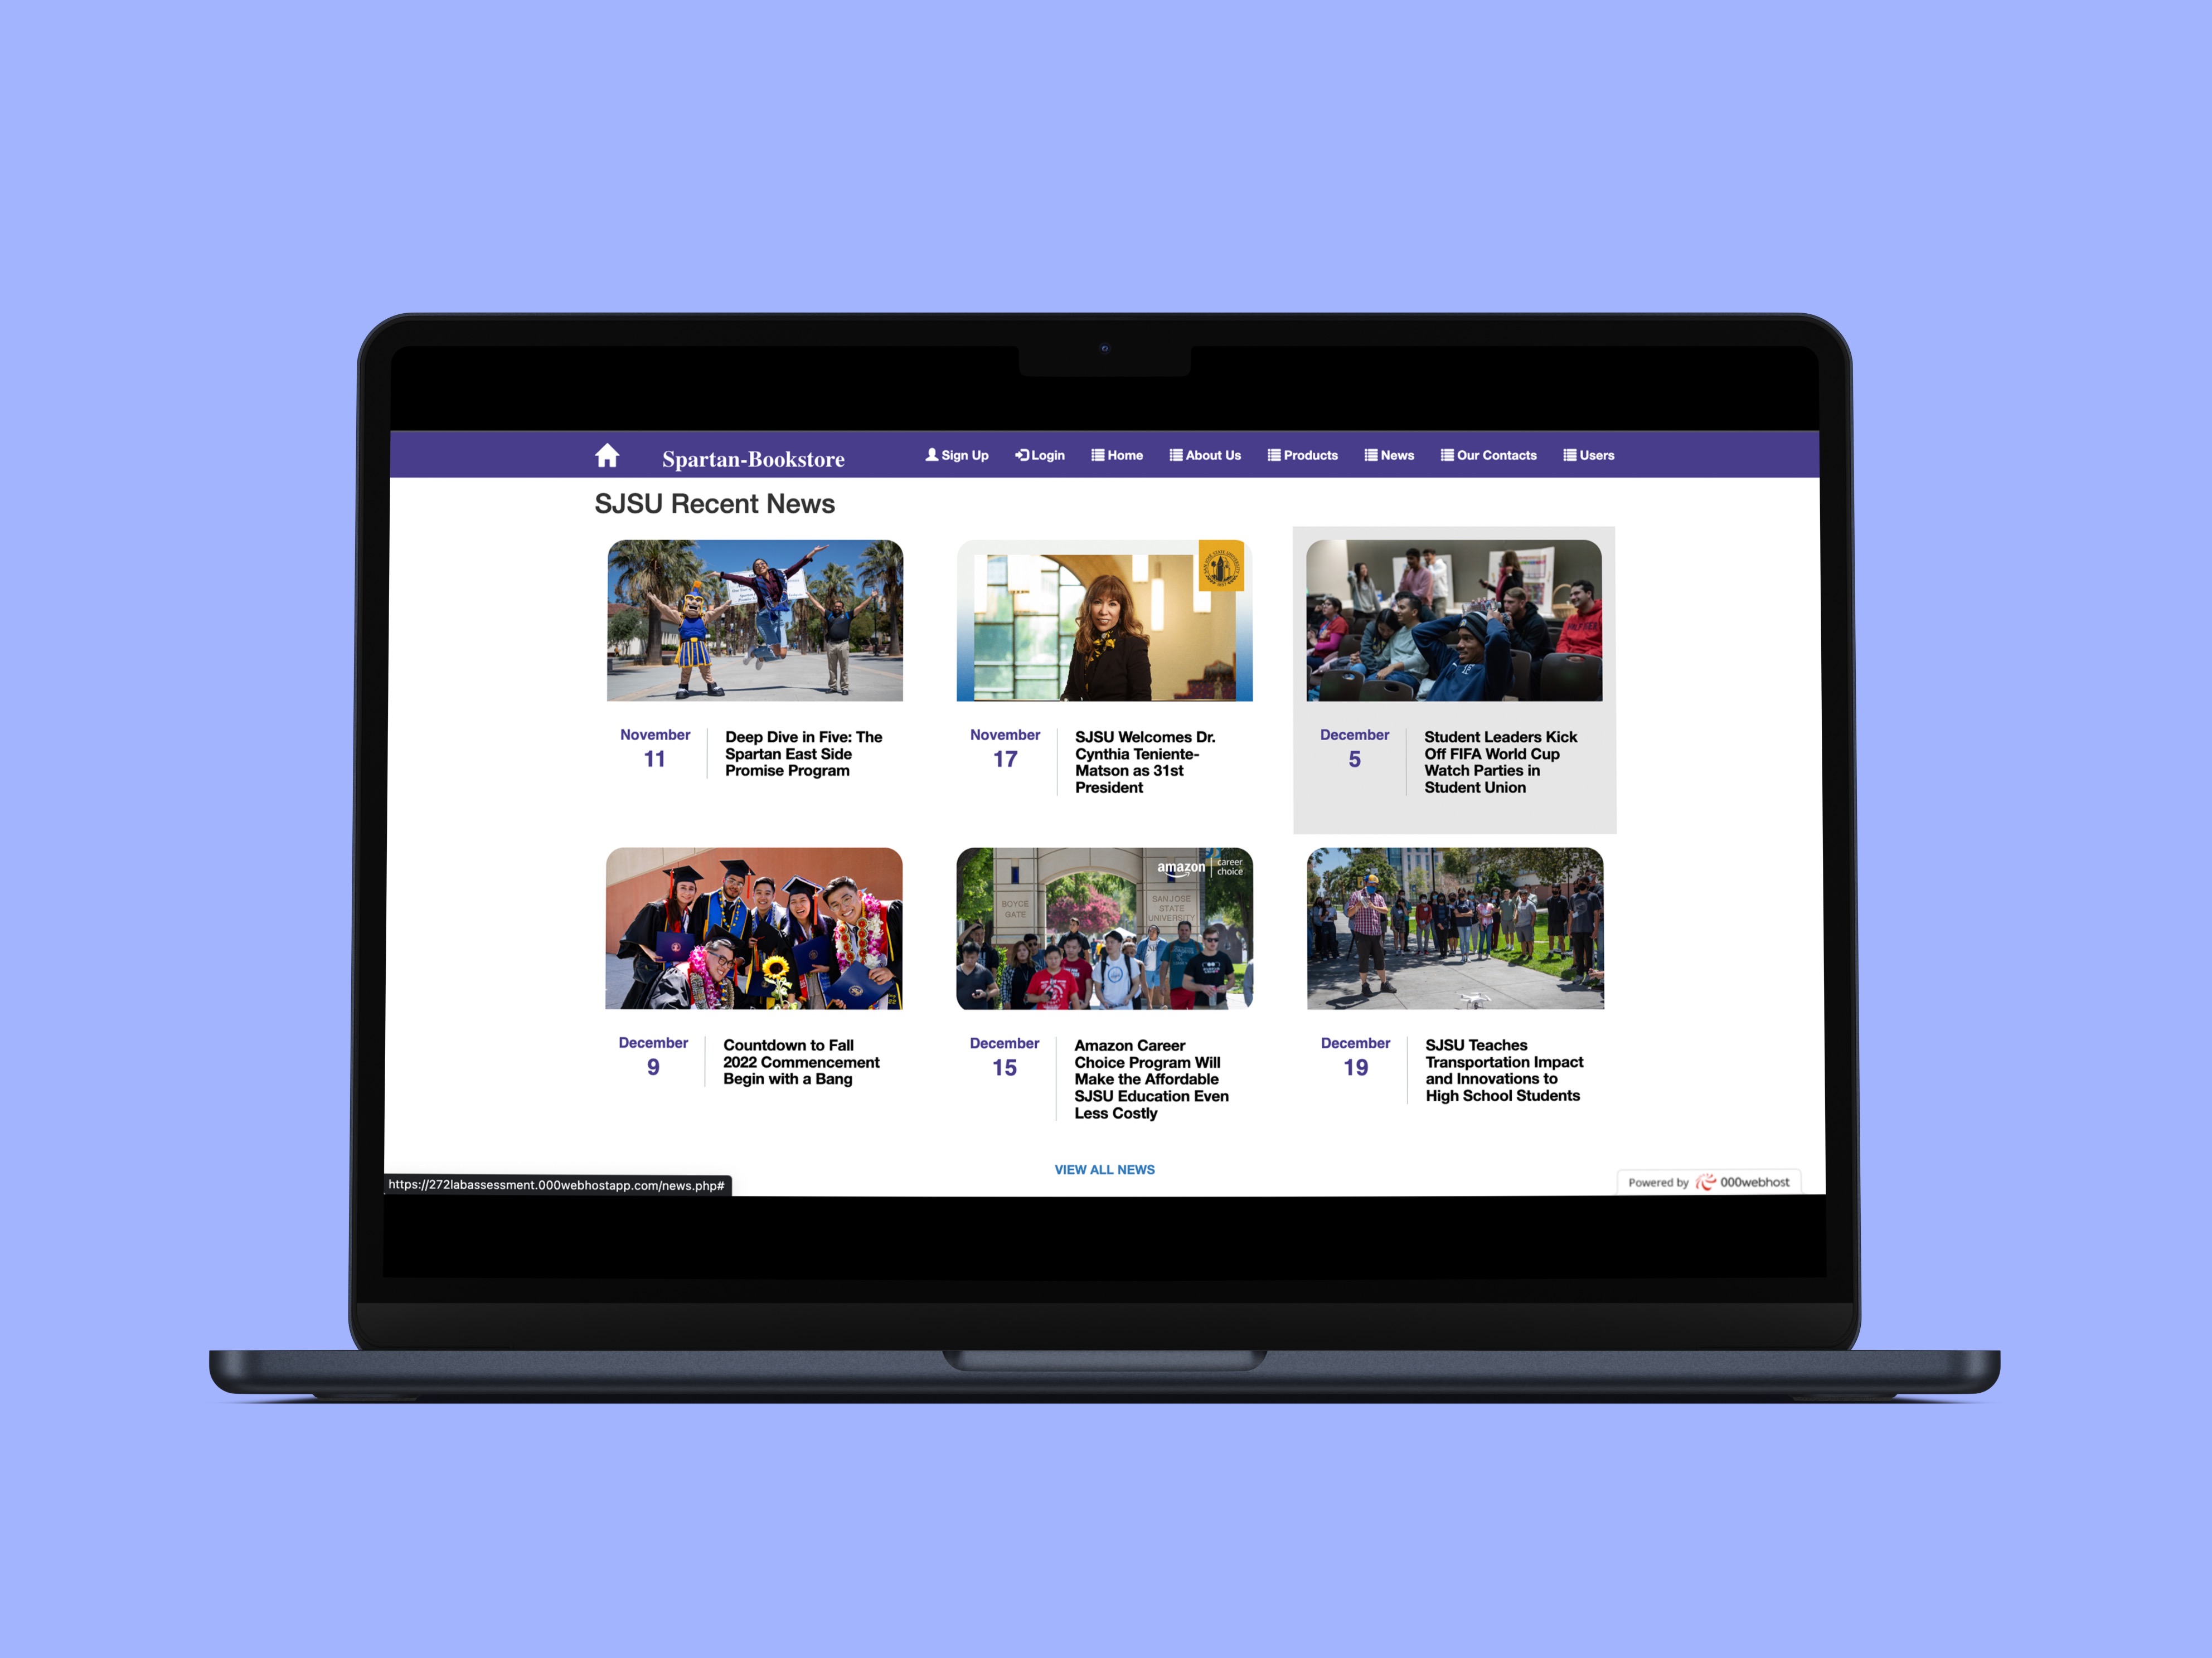 Spartan-Bookstore
Sign Up
Login
Home
About Us
Products
News
Our Contacts
Users
SJSU Recent News
November
11
Deep Dive in Five: The
Spartan East Side
Promise Program
November
17
SJSU Welcomes Dr.
Cynthia Teniente-
Matson as 31st
President
December
5
Student Leaders Kick
Off FIFA World Cup
Watch Parties in
Student Union
BOYCE
GATE
SAN JOSE
STATE
UNIVERSITY
amazon
career
choice
December
9
Countdown to Fall
2022 Commencement
Begin with a Bang
December
15
Amazon Career
Choice Program Will
Make the Affordable
SJSU Education Even
Less Costly
December
19
SJSU Teaches
Transportation Impact
and Innovations to
High School Students
VIEW ALL NEWS
https://272labassessment.000webhostapp.com/news.php#
Powered by 000webhost